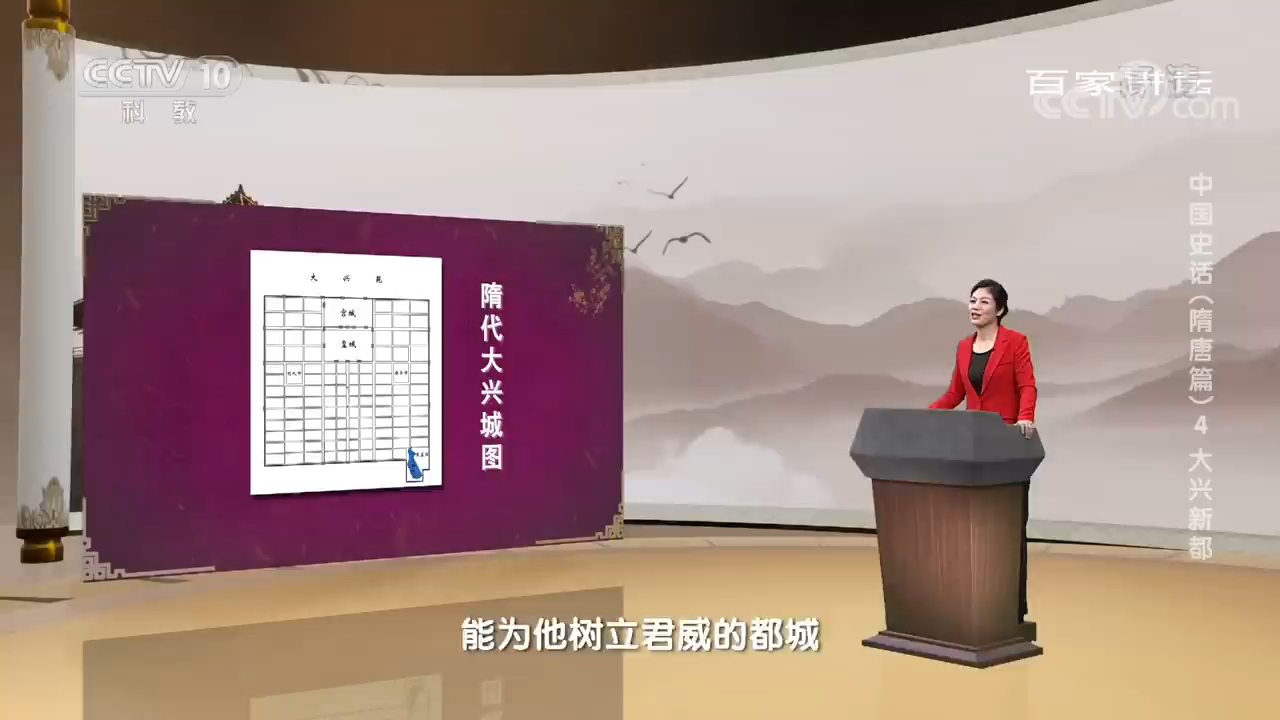 CCTV 10
科 教
百家讲坛
CCTV.com
中国史话（隋唐篇）4 大兴新都
隋代大兴城图
大 兴 苑
宫城
皇城
能为他树立君威的都城